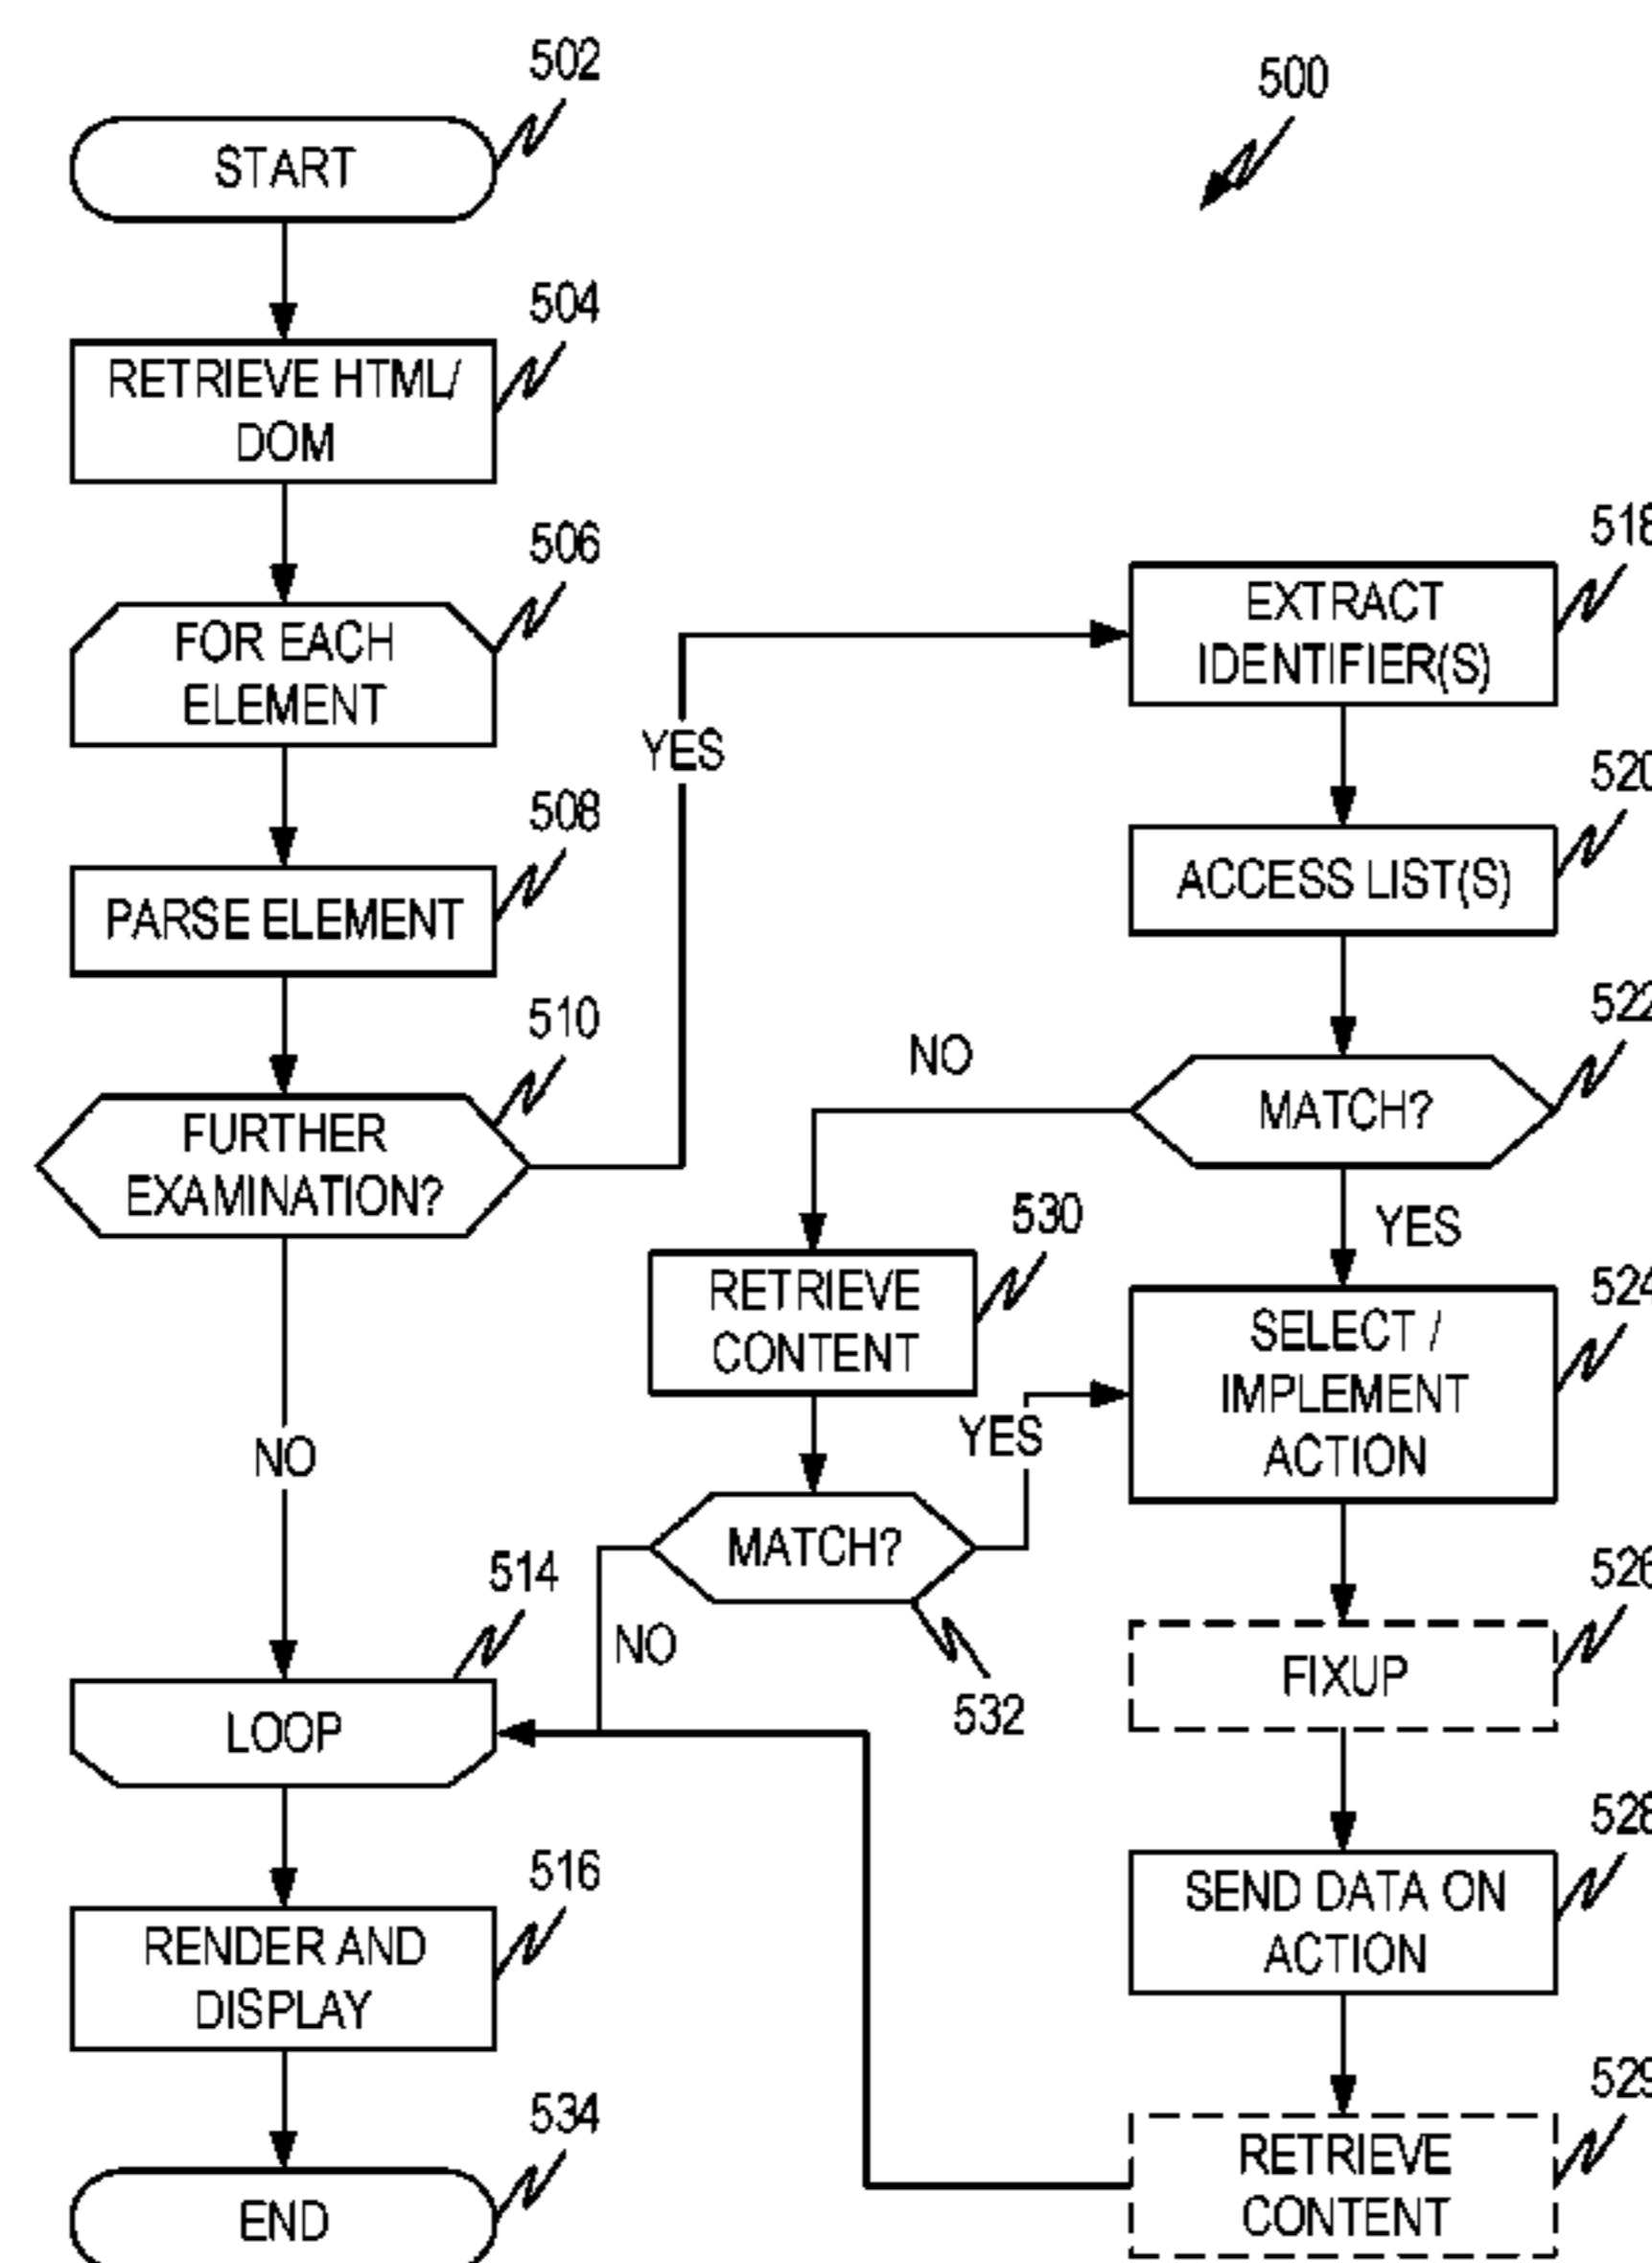 502
500
START
504
RETRIEVE HTML/
DOM
506
FOR EACH
ELEMENT
508
PARSE ELEMENT
510
FURTHER
EXAMINATION?
YES
NO
518
EXTRACT
IDENTIFIER(S)
520
ACCESS LIST(S)
522
MATCH?
NO
YES
530
RETRIEVE
CONTENT
524
SELECT /
IMPLEMENT
ACTION
YES
MATCH?
532
NO
526
FIXUP
514
LOOP
528
SEND DATA ON
ACTION
516
RENDER AND
DISPLAY
529
RETRIEVE
CONTENT
534
END